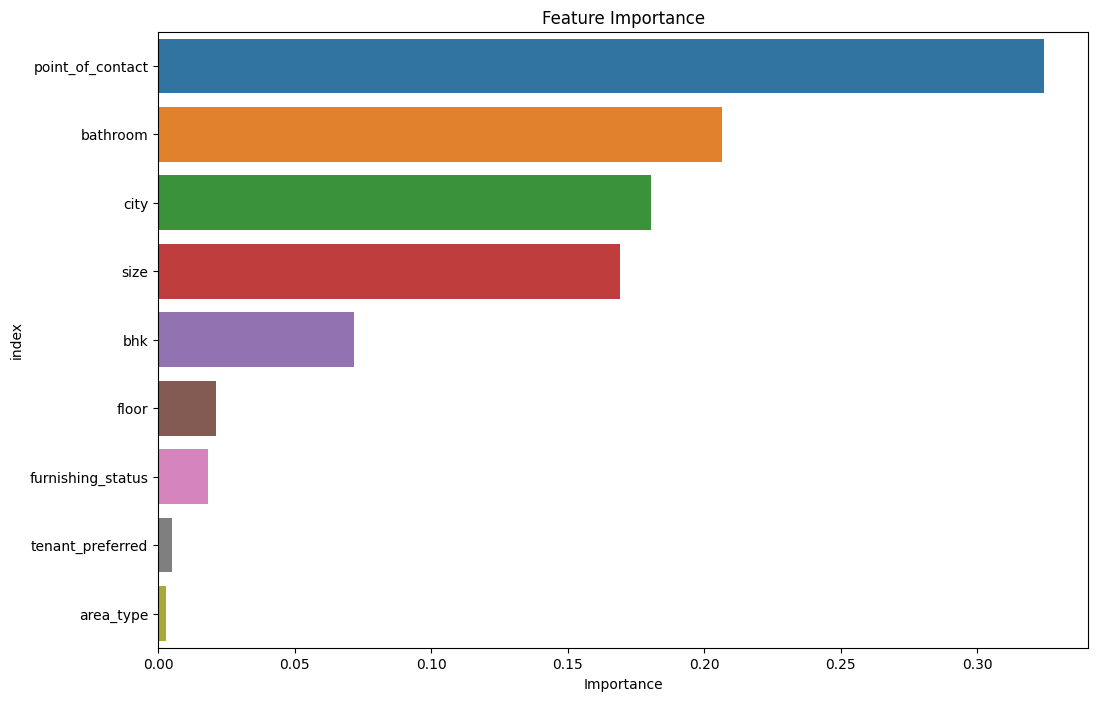 Feature Importance
point_of_contact
bathroom
city
size
bhk
floor
furnishing_status
tenant_preferred
area_type
index
0.00 0.05 0.10 0.15 0.20 0.25 0.30
Importance